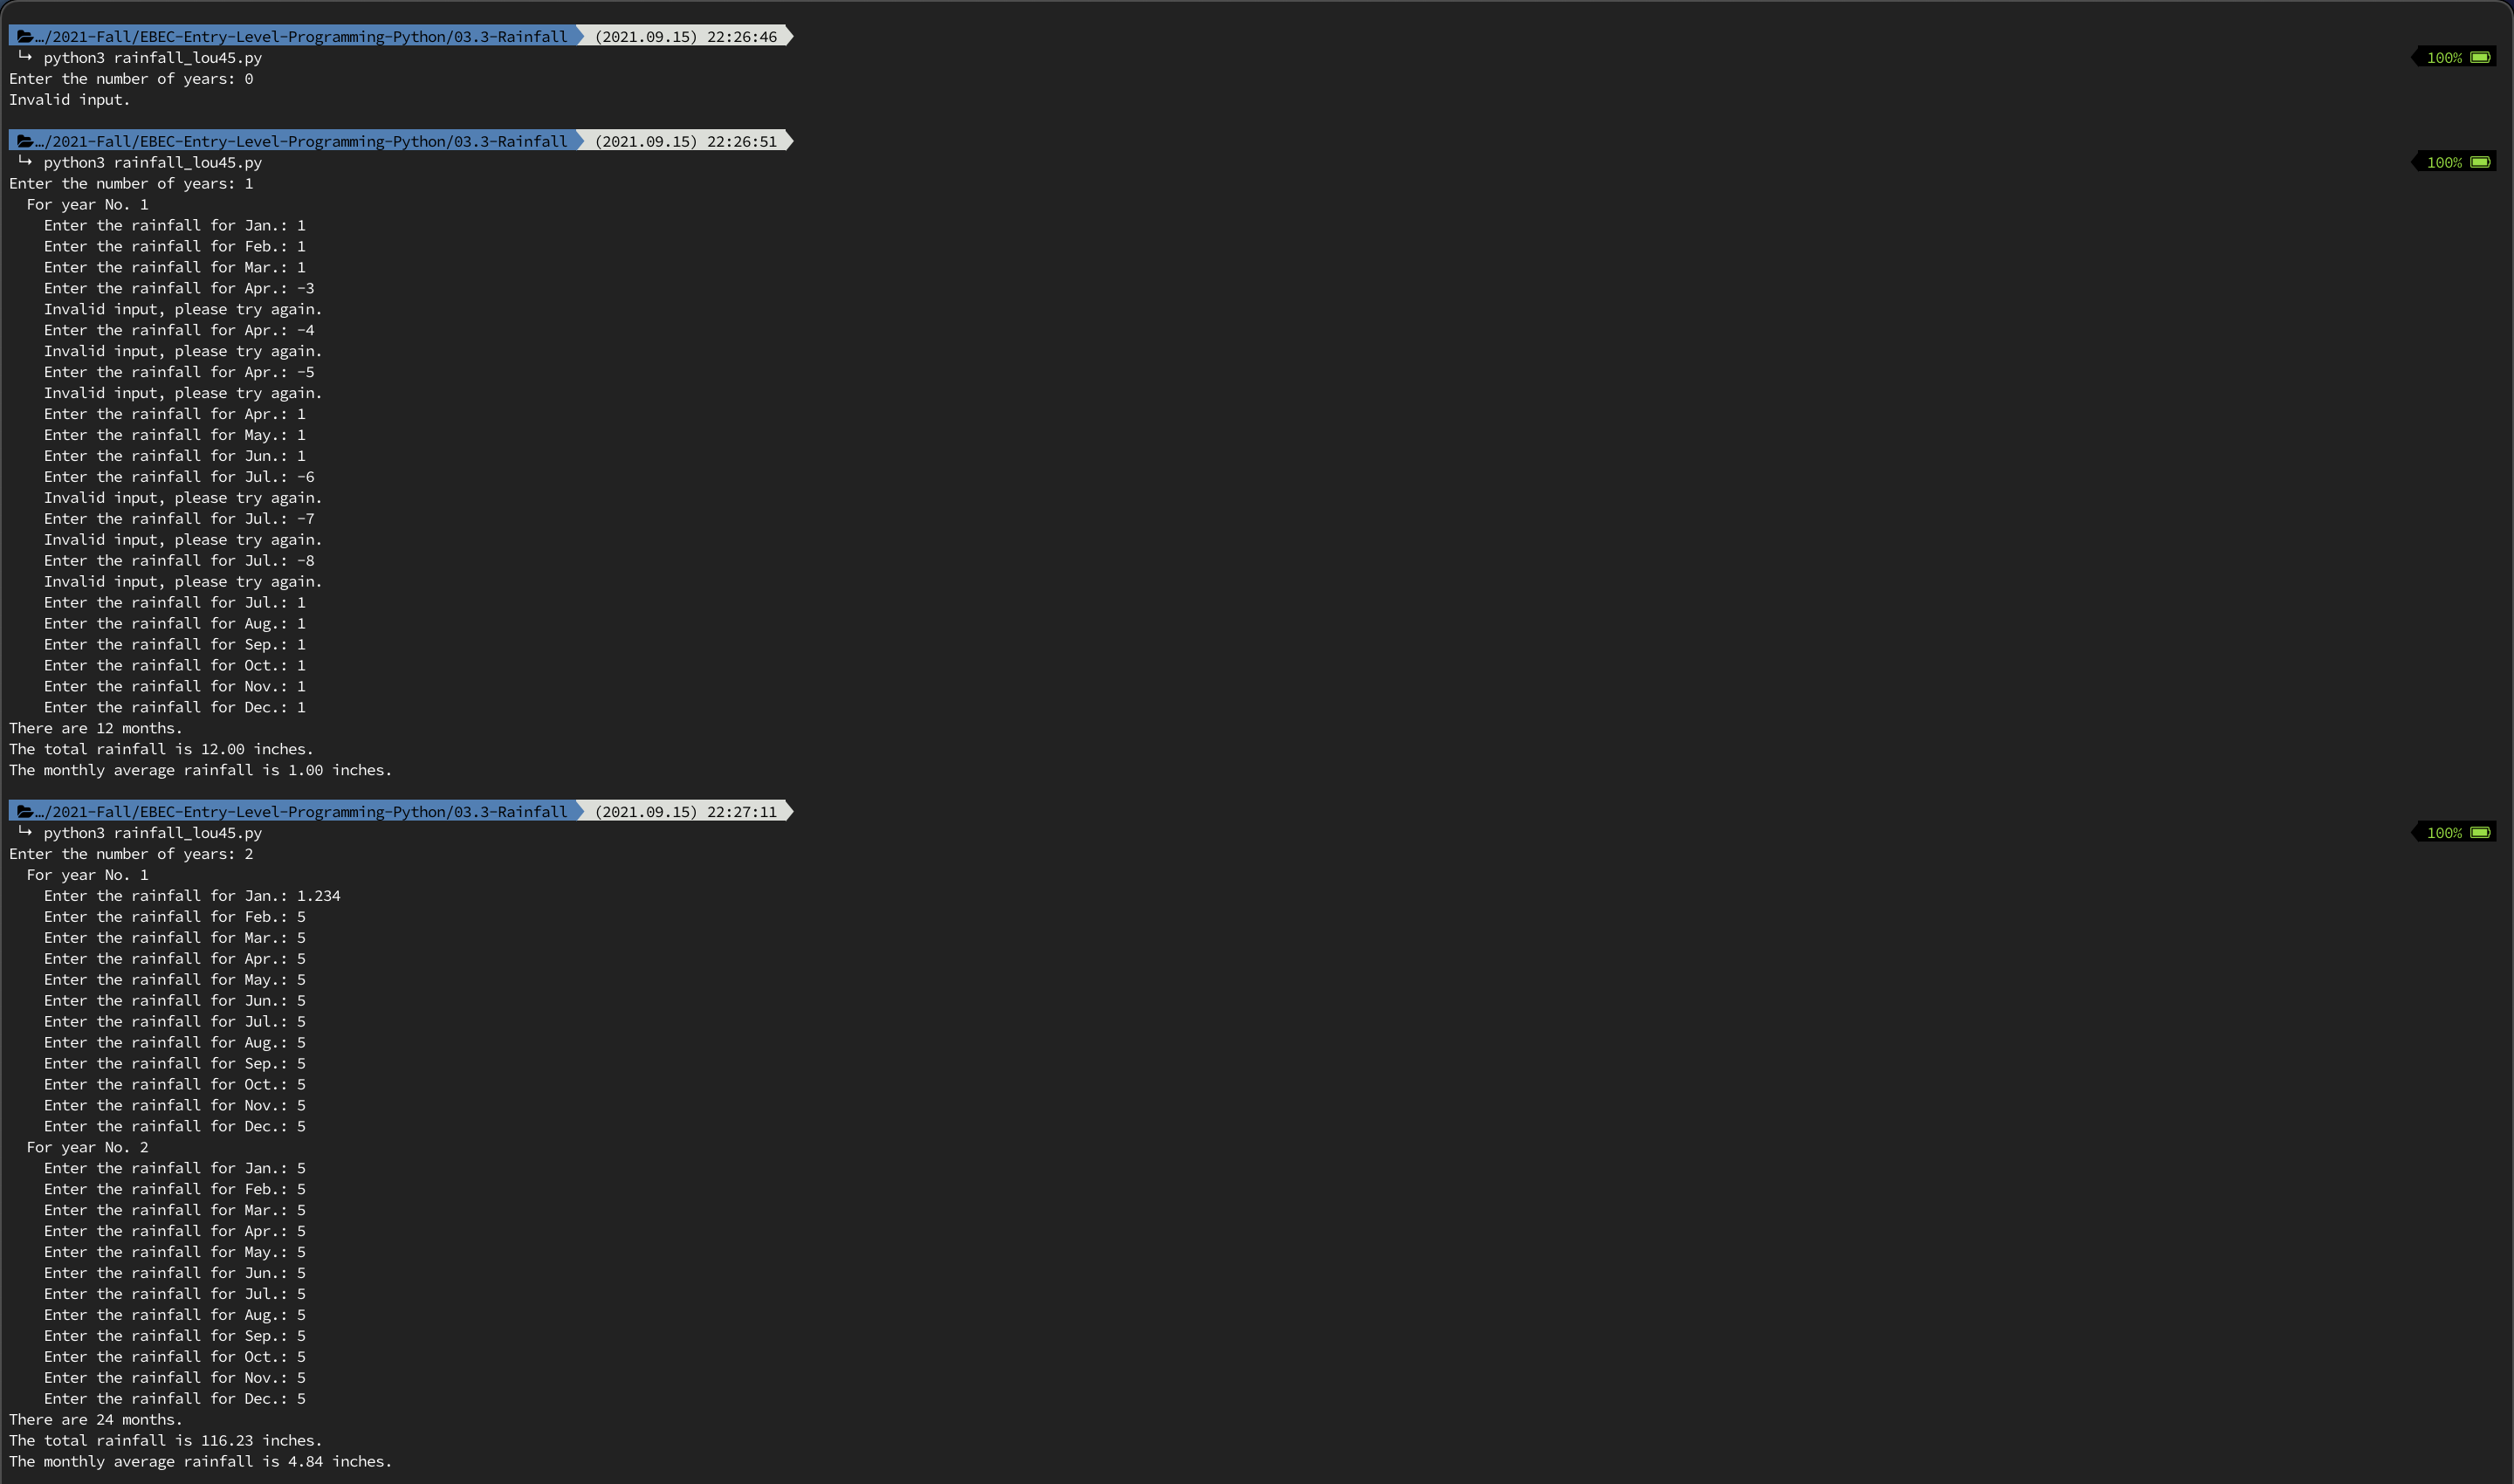 …/2021-Fall/EBEC-Entry-Level-Programming-Python/03.3-Rainfall (2021.09.15) 22:26:46
↳ python3 rainfall_lou45.py 100%
Enter the number of years: 0
Invalid input.
…/2021-Fall/EBEC-Entry-Level-Programming-Python/03.3-Rainfall (2021.09.15) 22:26:51
↳ python3 rainfall_lou45.py 100%
Enter the number of years: 1
For year No. 1
Enter the rainfall for Jan.: 1
Enter the rainfall for Feb.: 1
Enter the rainfall for Mar.: 1
Enter the rainfall for Apr.: -3
Invalid input, please try again.
Enter the rainfall for Apr.: -4
Invalid input, please try again.
Enter the rainfall for Apr.: -5
Invalid input, please try again.
Enter the rainfall for Apr.: 1
Enter the rainfall for May.: 1
Enter the rainfall for Jun.: 1
Enter the rainfall for Jul.: -6
Invalid input, please try again.
Enter the rainfall for Jul.: -7
Invalid input, please try again.
Enter the rainfall for Jul.: -8
Invalid input, please try again.
Enter the rainfall for Jul.: 1
Enter the rainfall for Aug.: 1
Enter the rainfall for Sep.: 1
Enter the rainfall for Oct.: 1
Enter the rainfall for Nov.: 1
Enter the rainfall for Dec.: 1
There are 12 months.
The total rainfall is 12.00 inches.
The monthly average rainfall is 1.00 inches.
…/2021-Fall/EBEC-Entry-Level-Programming-Python/03.3-Rainfall (2021.09.15) 22:27:11
↳ python3 rainfall_lou45.py 100%
Enter the number of years: 2
For year No. 1
Enter the rainfall for Jan.: 1.234
Enter the rainfall for Feb.: 5
Enter the rainfall for Mar.: 5
Enter the rainfall for Apr.: 5
Enter the rainfall for May.: 5
Enter the rainfall for Jun.: 5
Enter the rainfall for Jul.: 5
Enter the rainfall for Aug.: 5
Enter the rainfall for Sep.: 5
Enter the rainfall for Oct.: 5
Enter the rainfall for Nov.: 5
Enter the rainfall for Dec.: 5
For year No. 2
Enter the rainfall for Jan.: 5
Enter the rainfall for Feb.: 5
Enter the rainfall for Mar.: 5
Enter the rainfall for Apr.: 5
Enter the rainfall for May.: 5
Enter the rainfall for Jun.: 5
Enter the rainfall for Jul.: 5
Enter the rainfall for Aug.: 5
Enter the rainfall for Sep.: 5
Enter the rainfall for Oct.: 5
Enter the rainfall for Nov.: 5
Enter the rainfall for Dec.: 5
There are 24 months.
The total rainfall is 116.23 inches.
The monthly average rainfall is 4.84 inches.